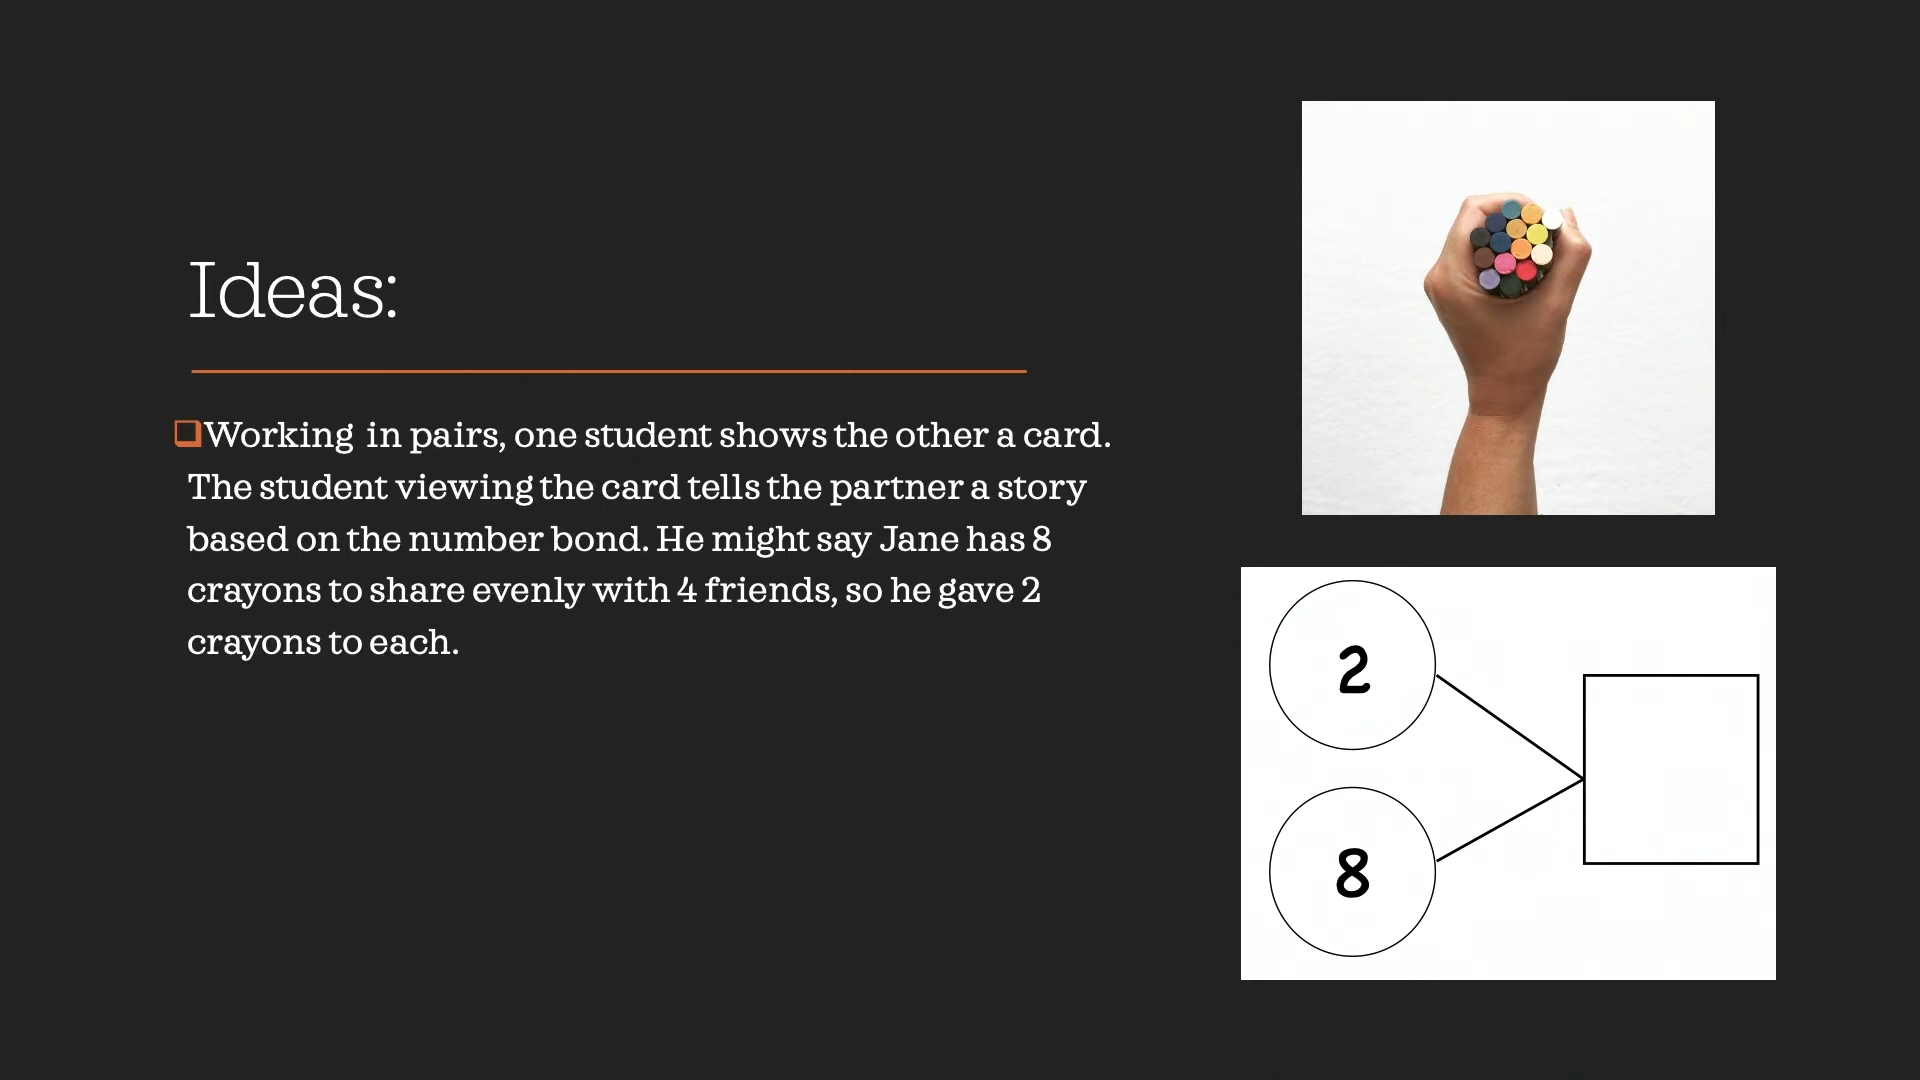 Ideas:
Working in pairs, one student shows the other a card.
The student viewing the card tells the partner a story
based on the number bond. He might say Jane has 8
crayons to share evenly with 4 friends, so he gave 2
crayons to each.
2
8